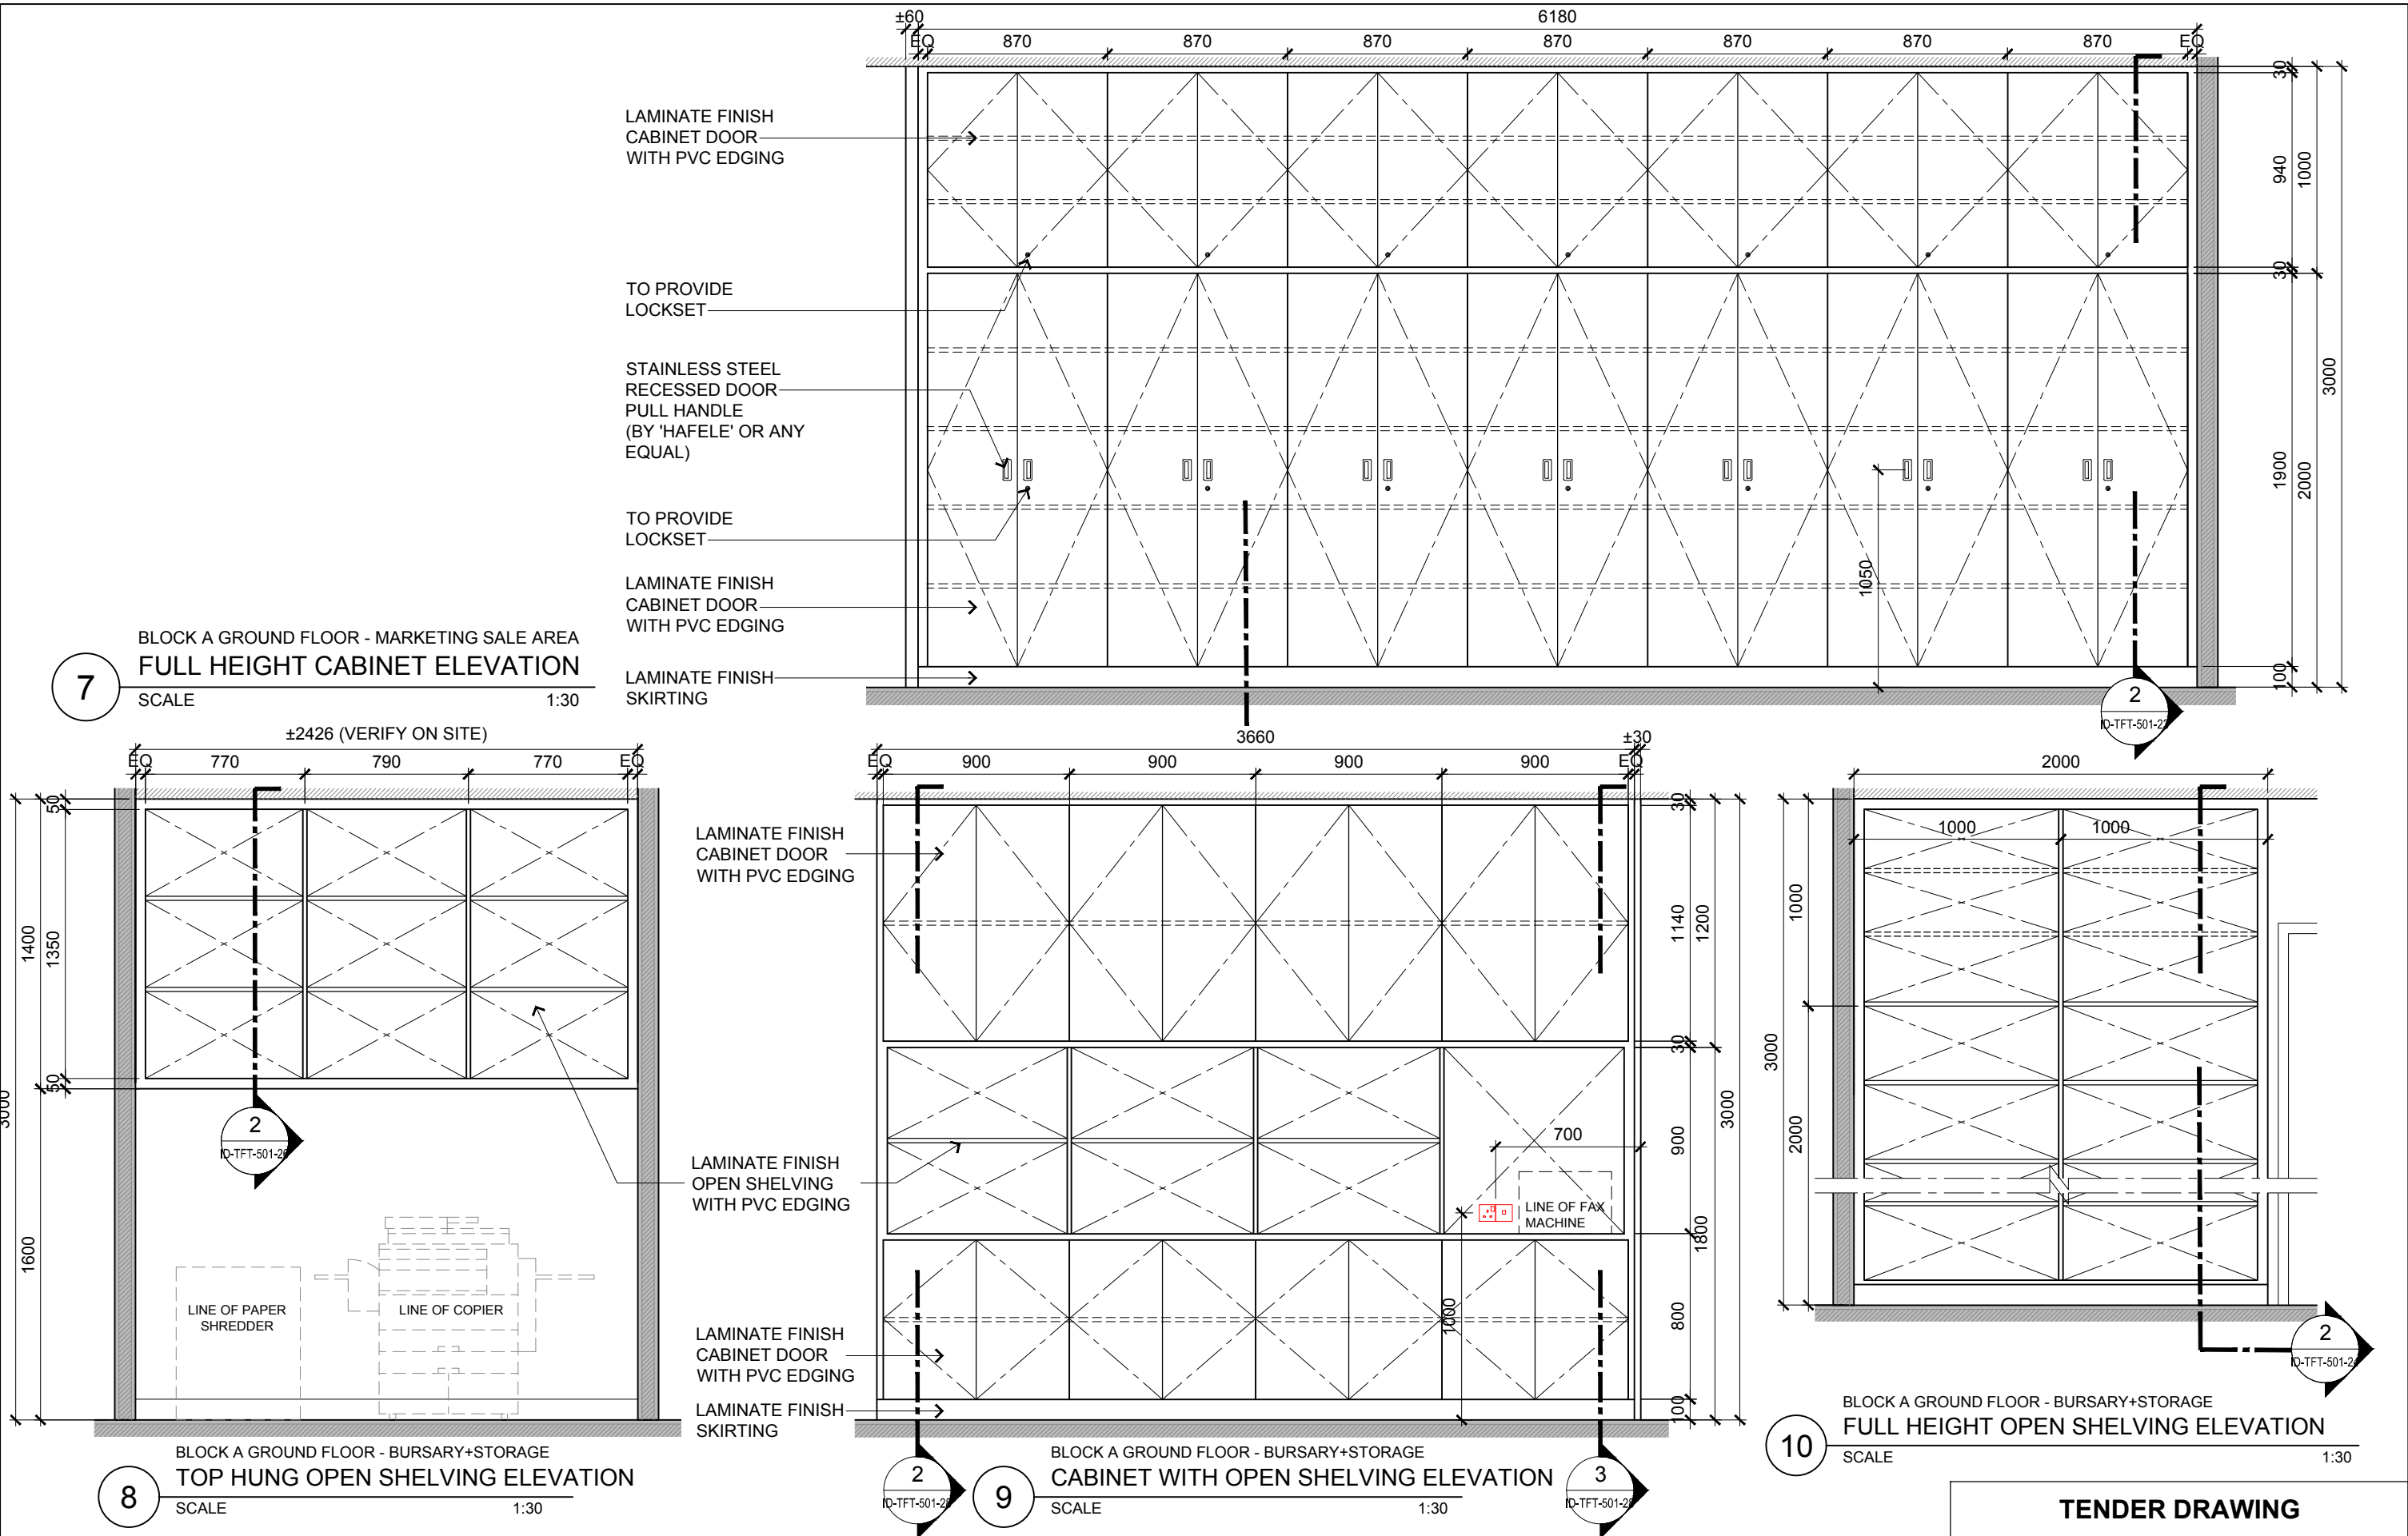 ±60
6180
EQ 870 870 870 870 870 870 870 EQ
LAMINATE FINISH
CABINET DOOR
WITH PVC EDGING
TO PROVIDE
LOCKSET
STAINLESS STEEL
RECESSED DOOR
PULL HANDLE
(BY 'HAFELE' OR ANY
EQUAL)
TO PROVIDE
LOCKSET
LAMINATE FINISH
CABINET DOOR
WITH PVC EDGING
LAMINATE FINISH
SKIRTING
30
940
1000
30
3000
1900
2000
1050
100
2
7
BLOCK A GROUND FLOOR - MARKETING SALE AREA
FULL HEIGHT CABINET ELEVATION
SCALE 1:30
±2426 (VERIFY ON SITE)
EQ 770 790 770 EQ
50
1400
1350
50
3000
1600
2
LINE OF PAPER
SHREDDER
LINE OF COPIER
8
BLOCK A GROUND FLOOR - BURSARY+STORAGE
TOP HUNG OPEN SHELVING ELEVATION
SCALE 1:30
3660
±30
EQ 900 900 900 900 EQ
LAMINATE FINISH
CABINET DOOR
WITH PVC EDGING
LAMINATE FINISH
OPEN SHELVING
WITH PVC EDGING
LAMINATE FINISH
CABINET DOOR
WITH PVC EDGING
LAMINATE FINISH
SKIRTING
30
1140
1200
30
3000
900
700
LINE OF FAX
MACHINE
1800
1000
800
100
2
9
BLOCK A GROUND FLOOR - BURSARY+STORAGE
CABINET WITH OPEN SHELVING ELEVATION
SCALE 1:30
3
2000
1000 1000
1000
3000
2000
2
10
BLOCK A GROUND FLOOR - BURSARY+STORAGE
FULL HEIGHT OPEN SHELVING ELEVATION
SCALE 1:30
TENDER DRAWING